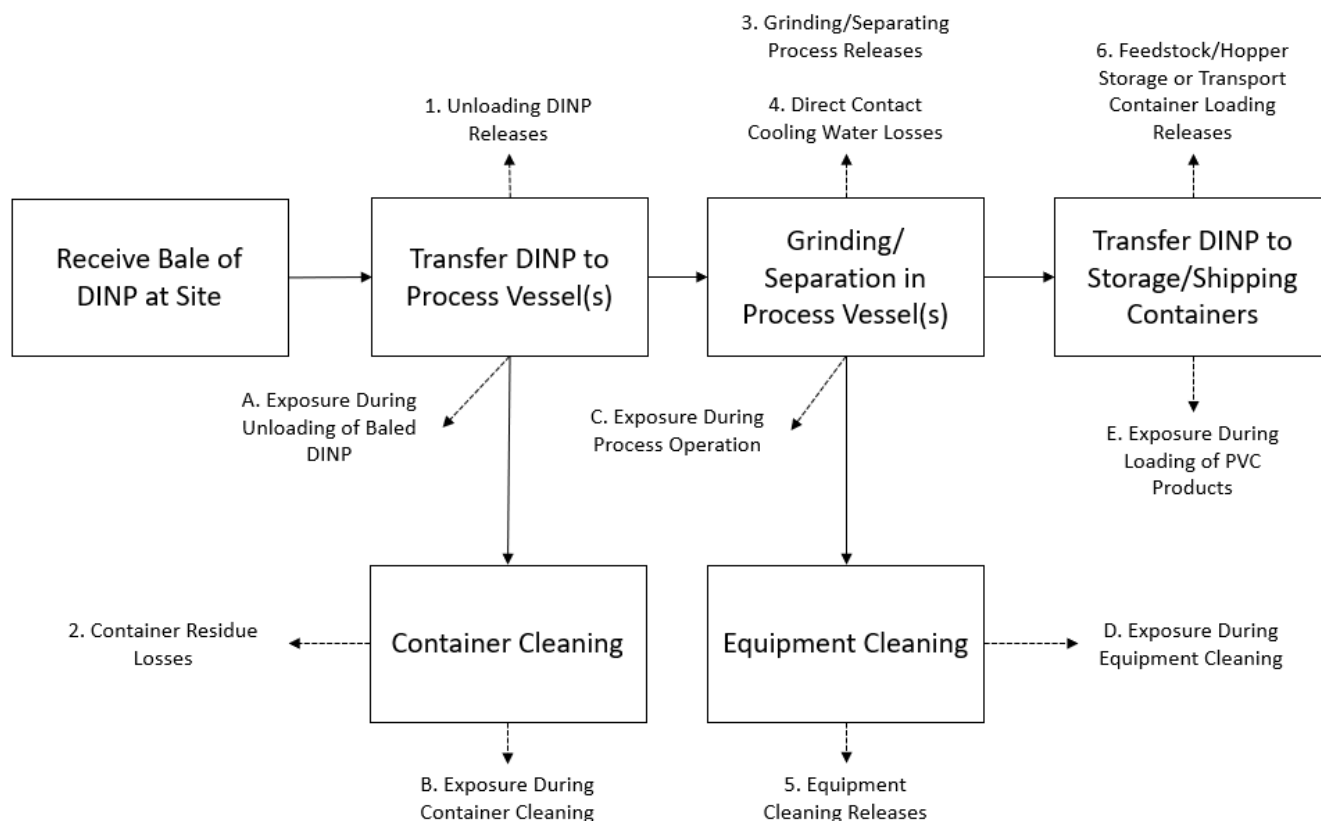 3. Grinding/Separating
Process Releases
6. Feedstock/Hopper
Storage or Transport
Container Loading
Releases
1. Unloading DINP
Releases
4. Direct Contact
Cooling Water Losses
Receive Bale of
DINP at Site
Transfer DINP to
Process Vessel(s)
Grinding/
Separation in
Process Vessel(s)
Transfer DINP to
Storage/Shipping
Containers
A. Exposure During
Unloading of Baled
DINP
C. Exposure During
Process Operation
E. Exposure During
Loading of PVC
Products
2. Container Residue
Losses
Container Cleaning
Equipment Cleaning
D. Exposure During
Equipment Cleaning
B. Exposure During
Container Cleaning
5. Equipment
Cleaning Releases